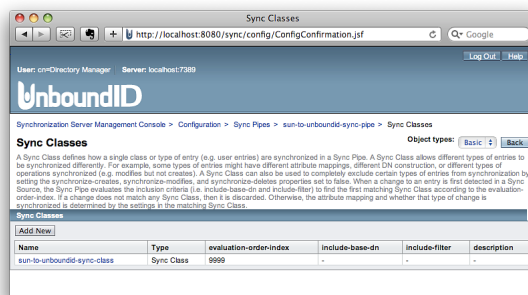 Sync Classes
http://localhost:8080/sync/config/ConfigConfirmation.jsf
Google
Log Out Help
User: cn=Directory Manager Server: localhost:7389
UnboundID
Synchronization Server Management Console > Configuration > Sync Pipes > sun-to-unboundid-sync-pipe > Sync Classes
Sync Classes
Object types: Basic Back
A Sync Class defines how a single class or type of entry (e.g. user entries) are synchronized in a Sync Pipe. A Sync Class allows different types of entries to
be synchronized differently. For example, some types of entries might have different attribute mappings, different DN construction, or different types of
operations synchronized (e.g. modifies but not creates). A Sync Class can also be used to completely exclude certain types of entries from synchronization by
setting the synchronize-creates, synchronize-modifies, and synchronize-deletes properties set to false. When a change to an entry is first detected in a Sync
Source, the Sync Pipe evaluates the inclusion criteria (i.e. include-base-dn and include-filter) to find the first matching Sync Class according to the evaluation-
order-index. If a change does not match any Sync Class, then it is discarded. Otherwise, the attribute mapping and whether that type of change is
synchronized is determined by the settings in the matching Sync Class.
Sync Classes
Add New
Name Type evaluation-order-index include-base-dn include-filter description
sun-to-unboundid-sync-class Sync Class 9999 - - -